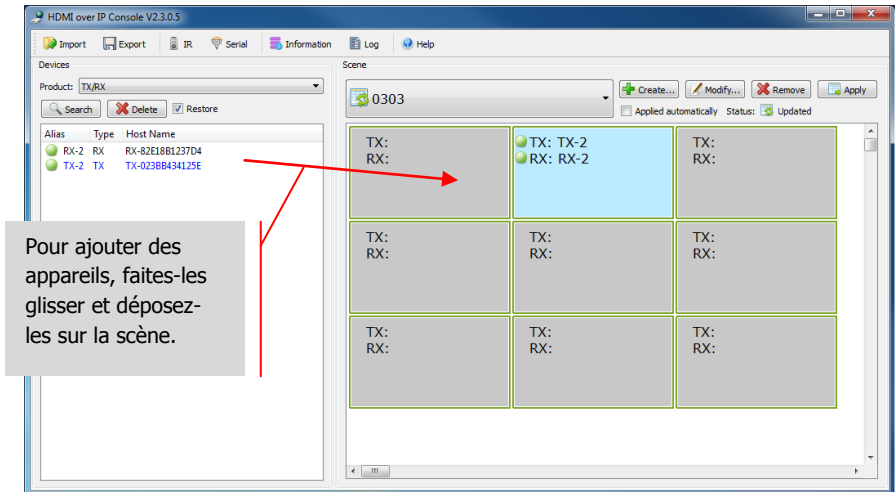 HDMI over IP Console V2.3.0.5
Import Export IR Serial Information Log Help
Devices
Product: TX/RX
Search Delete Restore
Alias Type Host Name
RX-2 RX RX-82E18B1237D4
TX-2 TX TX-023BB434125E
Pour ajouter des
appareils, faites-les
glisser et déposez-
les sur la scène.
Scene
0303
Create... Modify... Remove Apply
Applied automatically Status: Updated
TX: TX: TX-2 TX:
RX: RX: RX-2 RX:
TX: TX: TX:
RX: RX: RX:
TX: TX: TX:
RX: RX: RX: